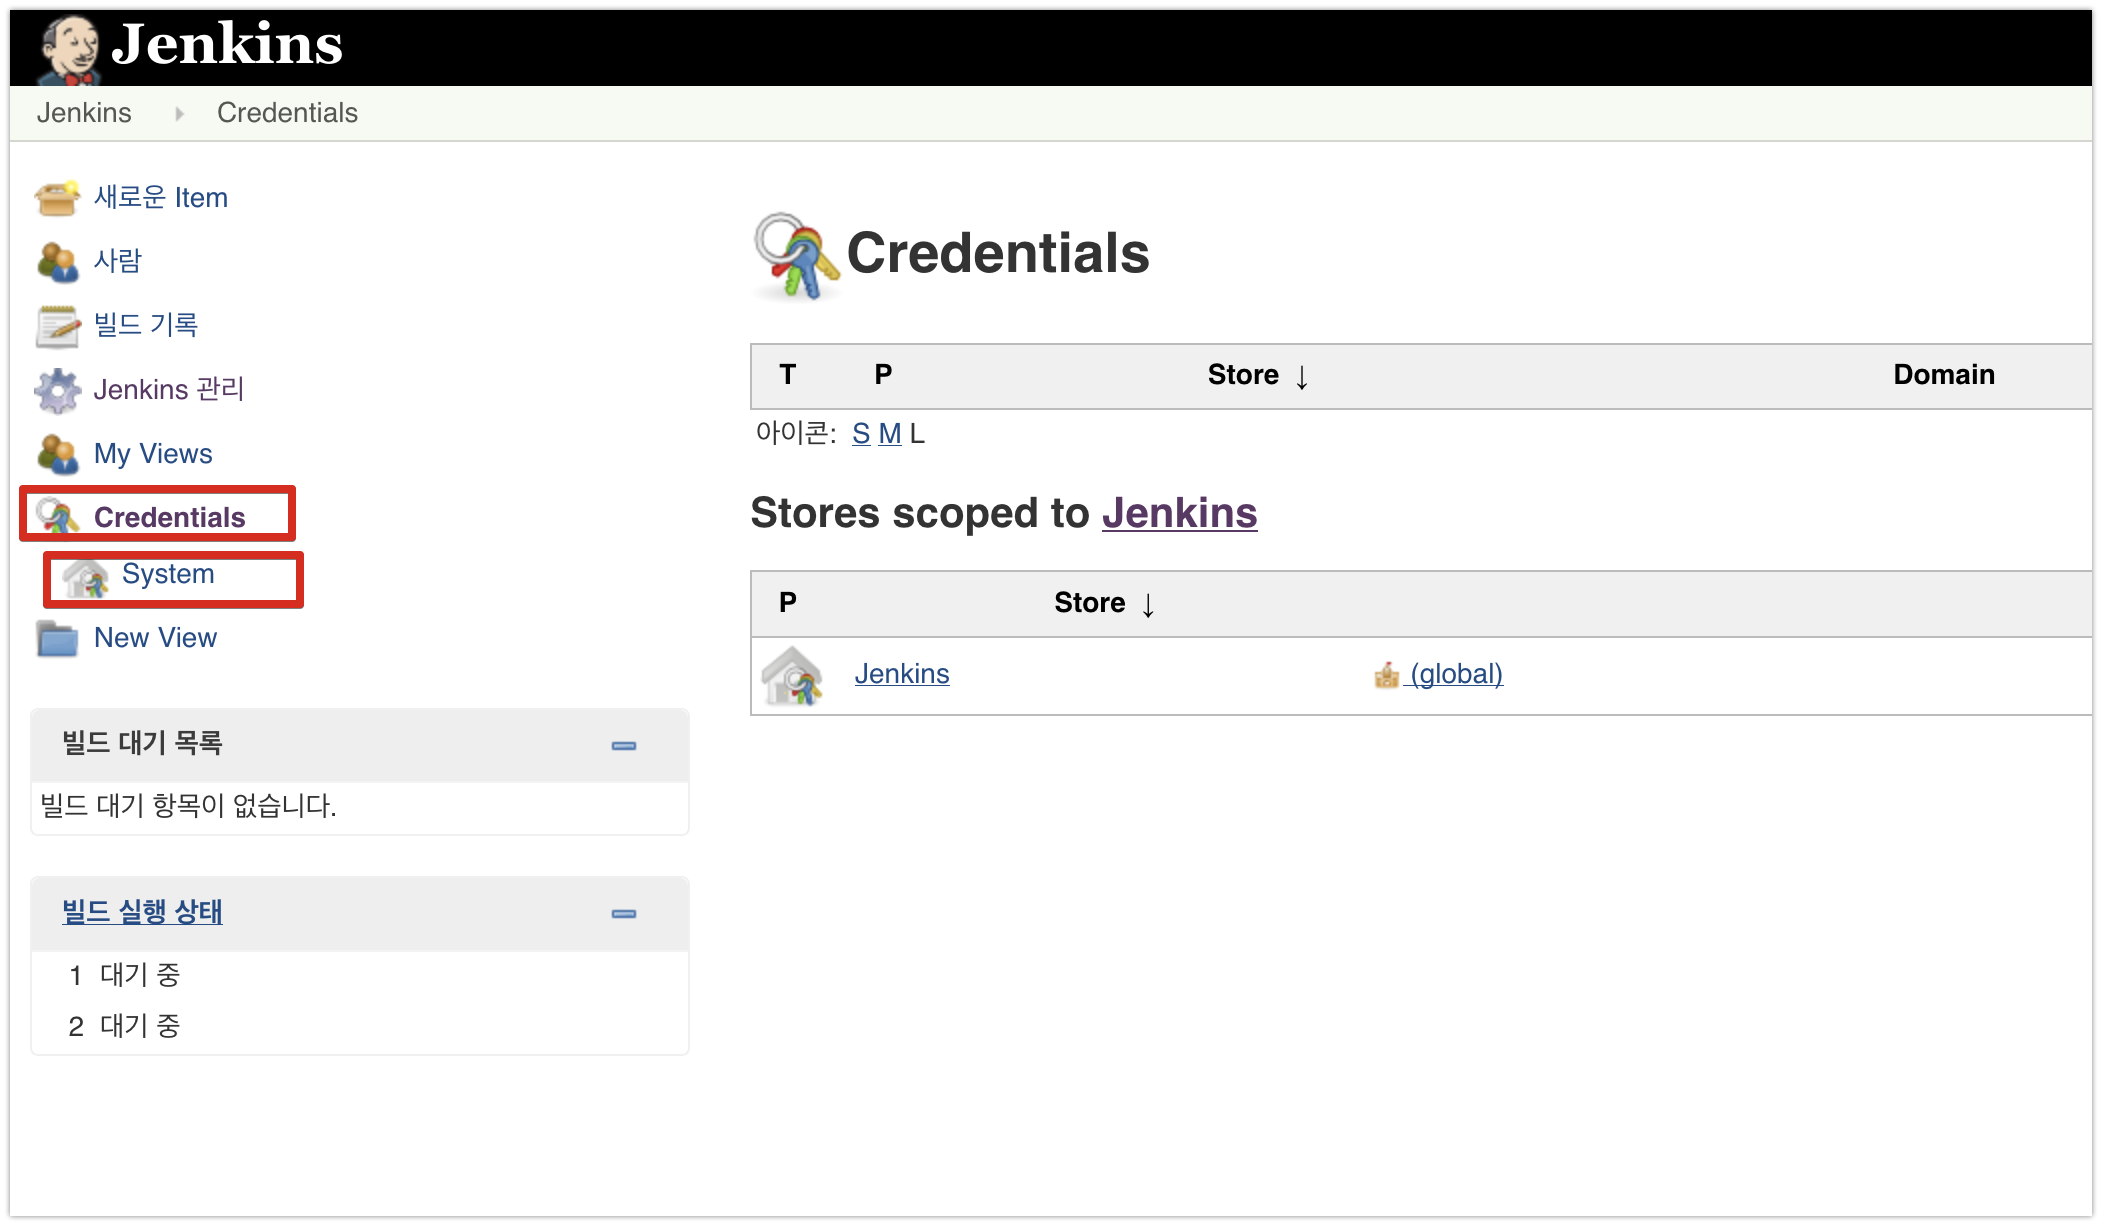 Jenkins
Jenkins Credentials
새로운 Item
사람
빌드 기록
Jenkins 관리
My Views
Credentials
System
New View
빌드 대기 목록
빌드 대기 항목이 없습니다.
빌드 실행 상태
1 대기 중
2 대기 중
Credentials
T P Store ↓ Domain
아이콘: S M L
Stores scoped to Jenkins
P Store ↓
Jenkins (global)